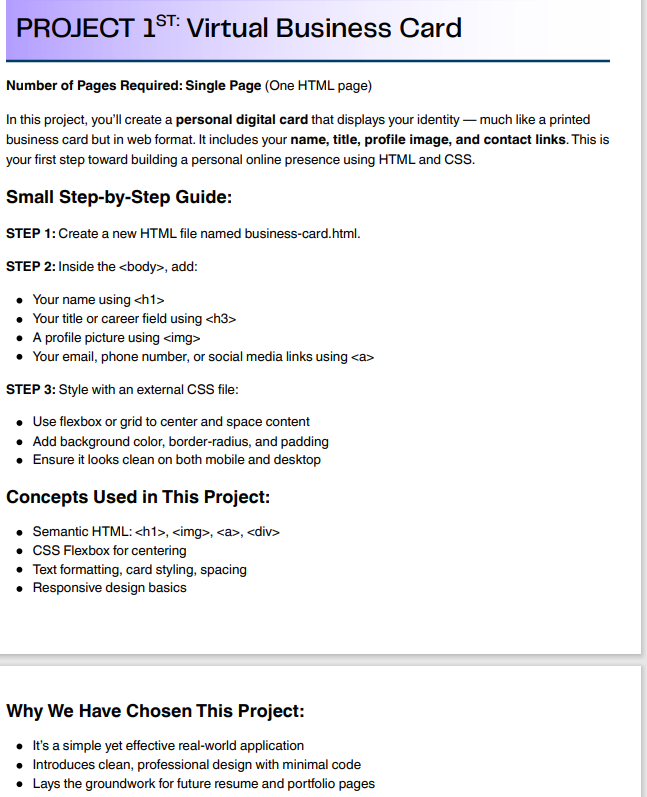 PROJECT 1ST: Virtual Business Card
Number of Pages Required: Single Page (One HTML page)
In this project, you'll create a personal digital card that displays your identity — much like a printed
business card but in web format. It includes your name, title, profile image, and contact links. This is
your first step toward building a personal online presence using HTML and CSS.
Small Step-by-Step Guide:
STEP 1: Create a new HTML file named business-card.html.
STEP 2: Inside the <body>, add:
● Your name using <h1>
● Your title or career field using <h3>
● A profile picture using <img>
● Your email, phone number, or social media links using <a>
STEP 3: Style with an external CSS file:
● Use flexbox or grid to center and space content
● Add background color, border-radius, and padding
● Ensure it looks clean on both mobile and desktop
Concepts Used in This Project:
● Semantic HTML: <h1>, <img>, <a>, <div>
● CSS Flexbox for centering
● Text formatting, card styling, spacing
● Responsive design basics
Why We Have Chosen This Project:
● It's a simple yet effective real-world application
● Introduces clean, professional design with minimal code
● Lays the groundwork for future resume and portfolio pages